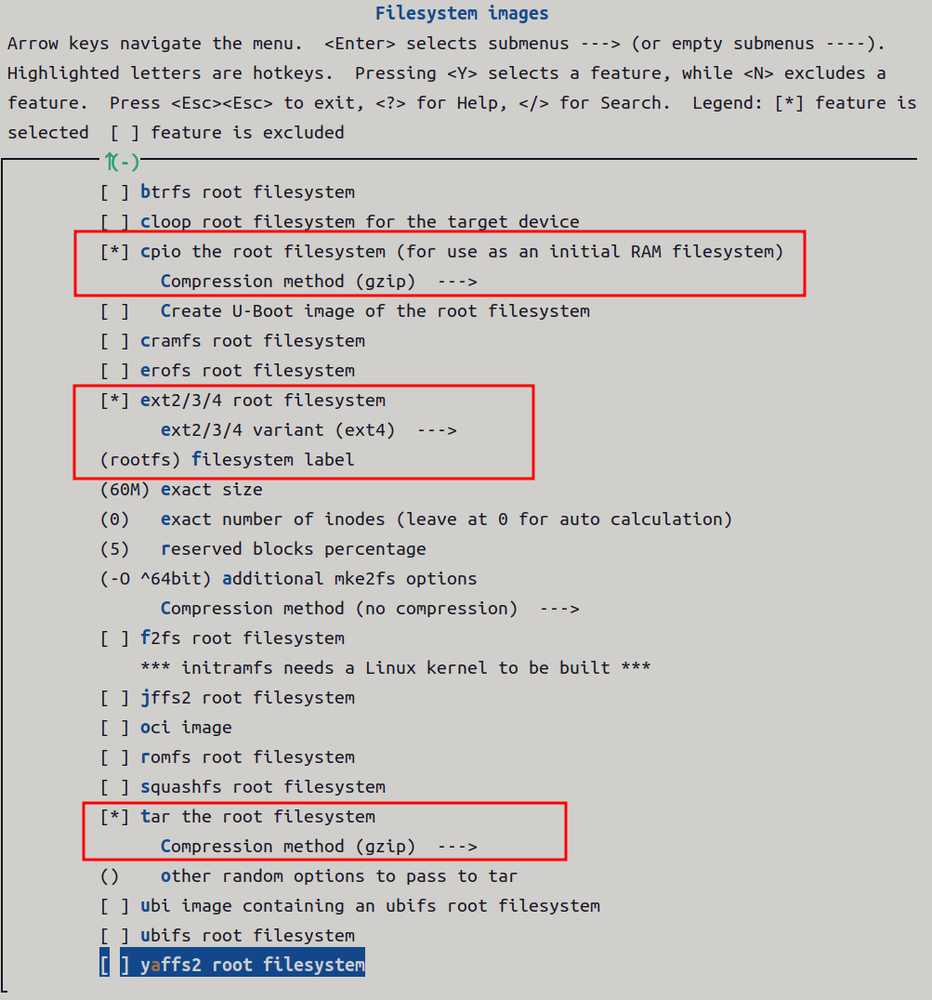 Filesystem images
Arrow keys navigate the menu.  <Enter> selects submenus ---> (or empty submenus ----).
Highlighted letters are hotkeys.  Pressing <Y> selects a feature, while <N> excludes a
feature.  Press <Esc><Esc> to exit, <?> for Help, </> for Search.  Legend: [*] feature is
selected  [ ] feature is excluded
↑(-)
[ ] btrfs root filesystem
[ ] cloop root filesystem for the target device
[*] cpio the root filesystem (for use as an initial RAM filesystem)
Compression method (gzip)  --->
[ ]   Create U-Boot image of the root filesystem
[ ] cramfs root filesystem
[ ] erofs root filesystem
[*] ext2/3/4 root filesystem
ext2/3/4 variant (ext4)  --->
(rootfs) filesystem label
(60M) exact size
(0)   exact number of inodes (leave at 0 for auto calculation)
(5)   reserved blocks percentage
(-O ^64bit) additional mke2fs options
Compression method (no compression)  --->
[ ] f2fs root filesystem
*** initramfs needs a Linux kernel to be built ***
[ ] jffs2 root filesystem
[ ] oci image
[ ] romfs root filesystem
[ ] squashfs root filesystem
[*] tar the root filesystem
Compression method (gzip)  --->
()    other random options to pass to tar
[ ] ubi image containing an ubifs root filesystem
[ ] ubifs root filesystem
[ ] yaffs2 root filesystem